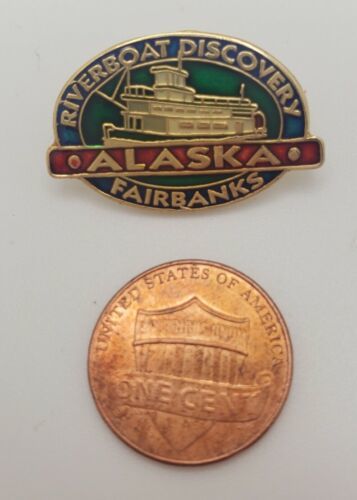 RIVERBOAT DISCOVERY
ALASKA
FAIRBANKS
UNITED STATES OF AMERICA
ONE CENT